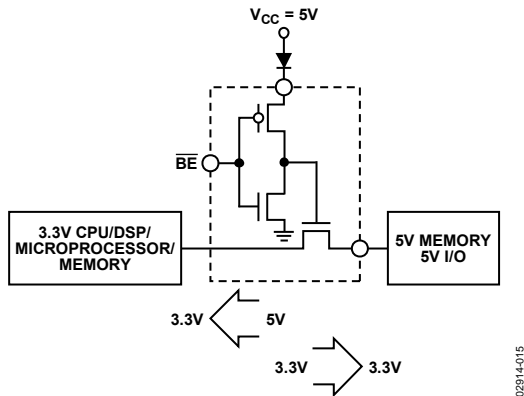 VCC = 5V
BE
3.3V CPU/DSP/
MICROPROCESSOR/
MEMORY
5V MEMORY
5V I/O
3.3V 5V
3.3V 3.3V
02914-015